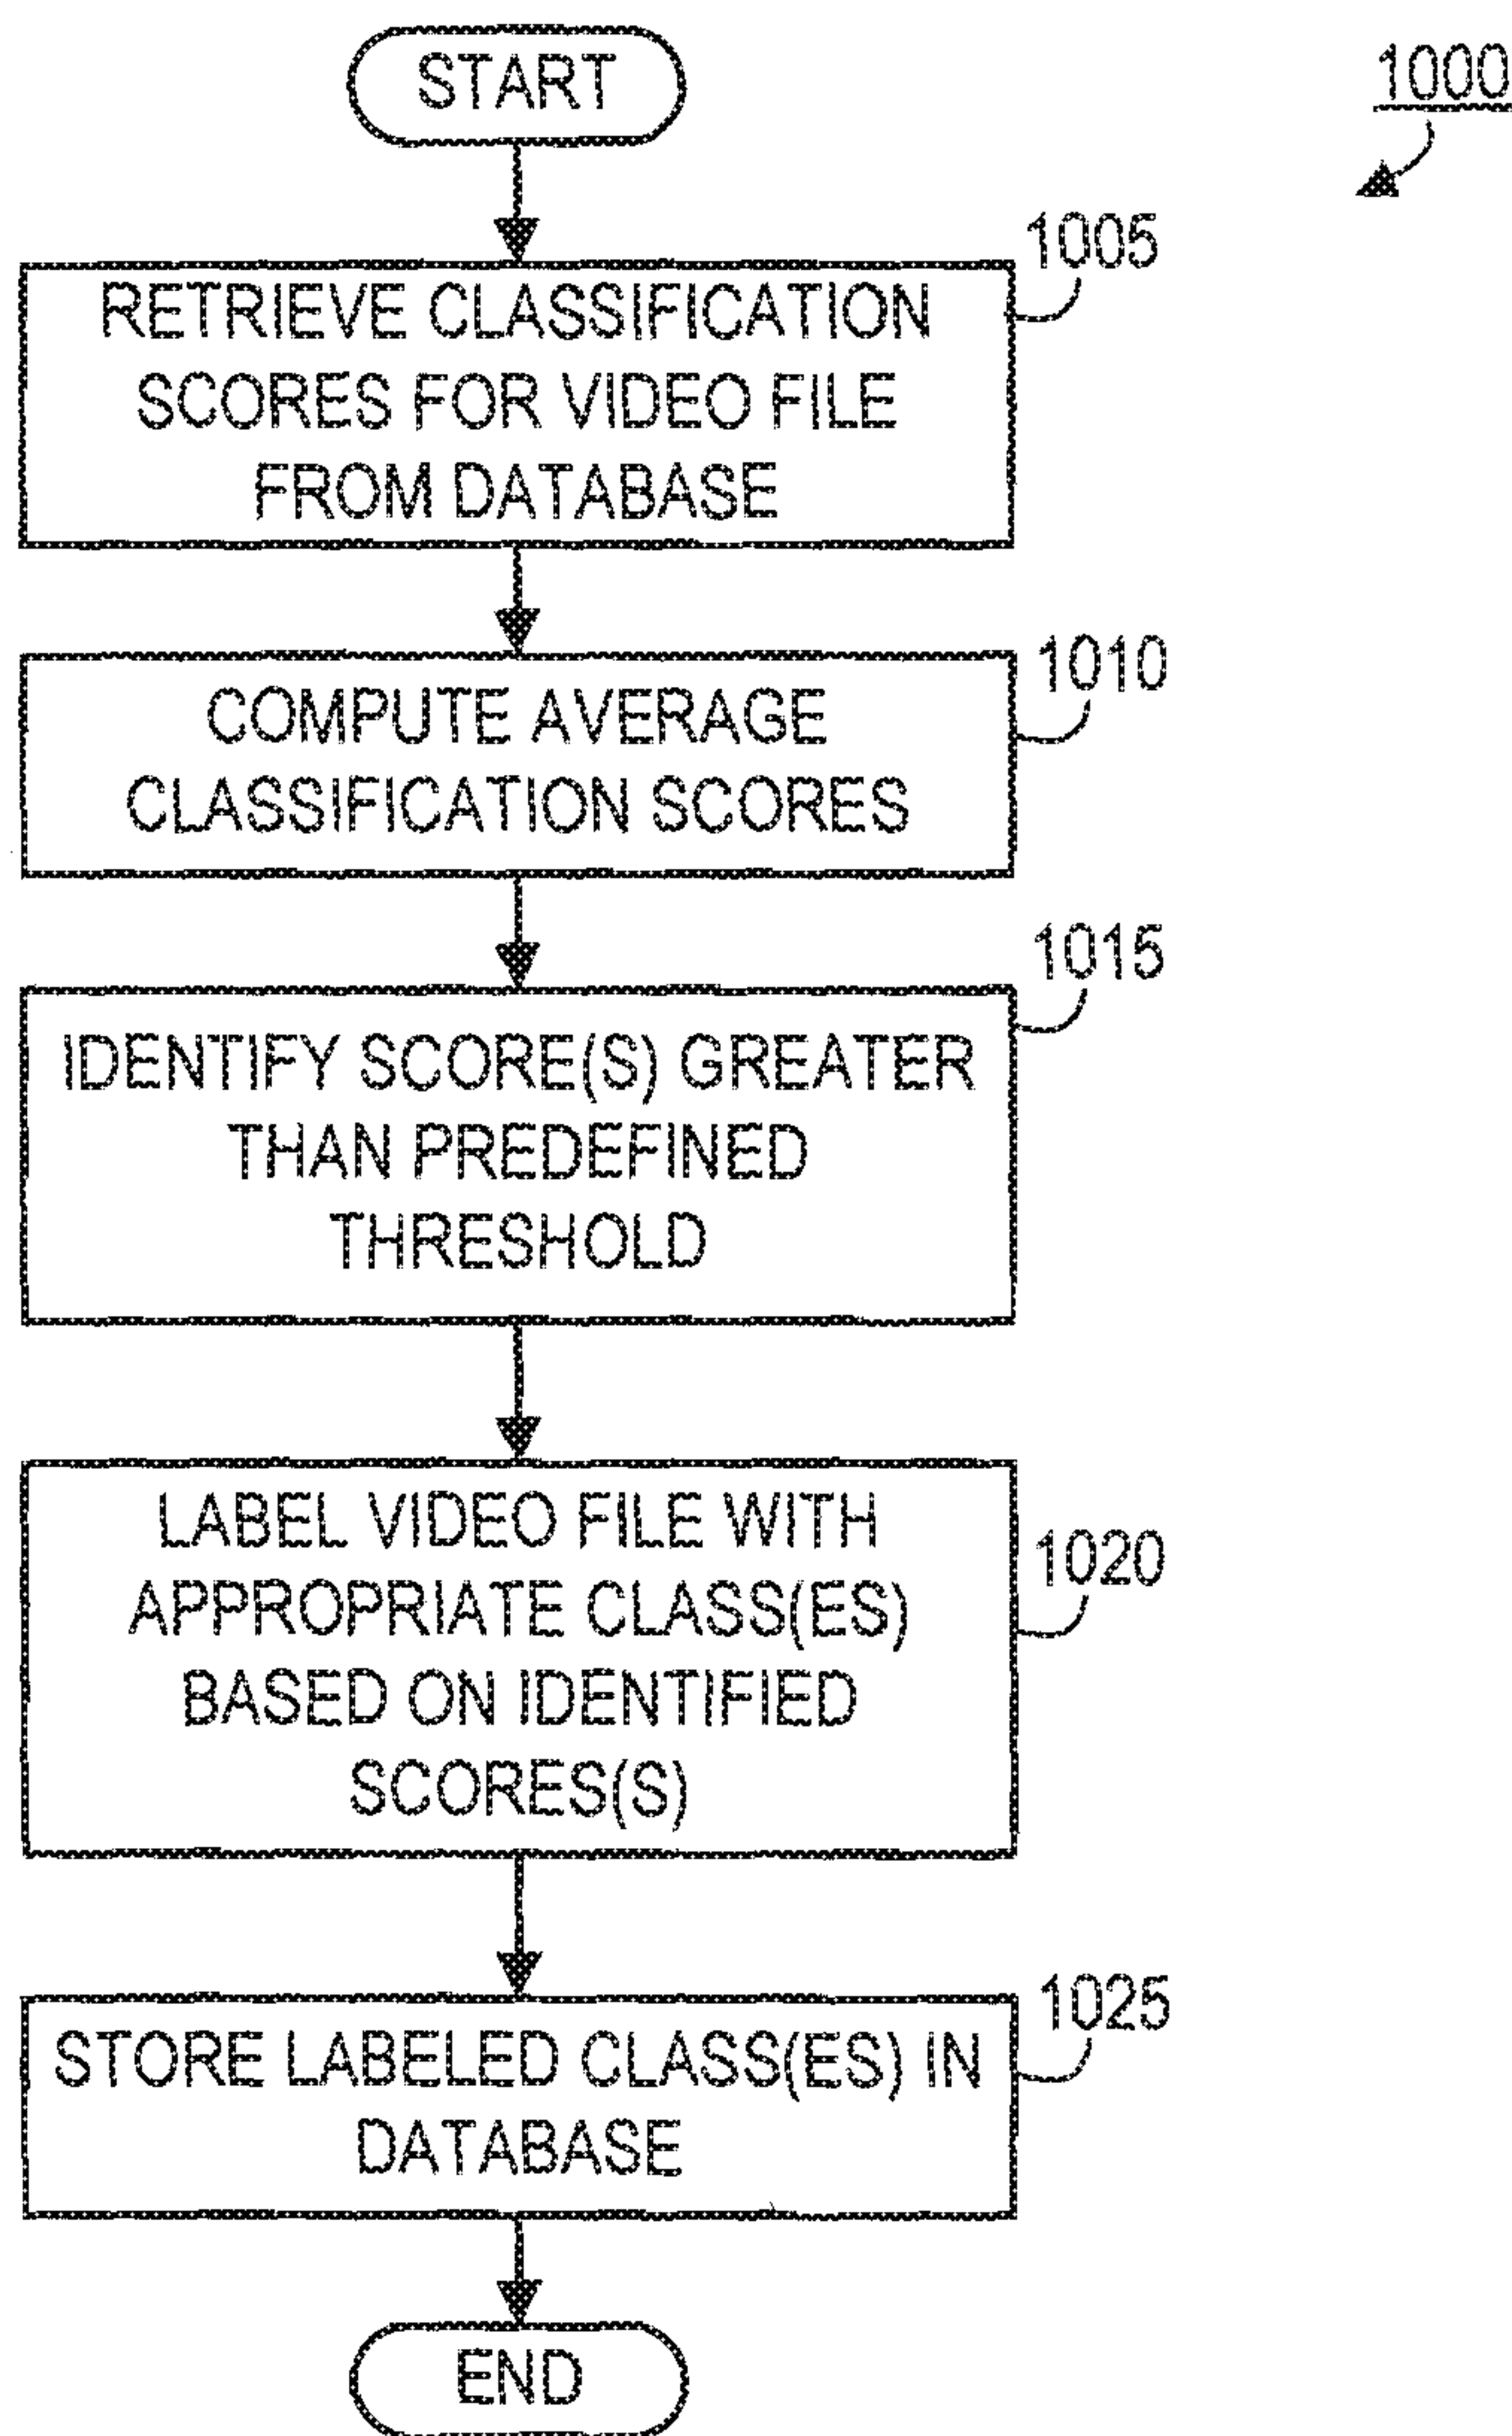 START
1000
1005
RETRIEVE CLASSIFICATION
SCORES FOR VIDEO FILE
FROM DATABASE
1010
COMPUTE AVERAGE
CLASSIFICATION SCORES
1015
IDENTIFY SCORE(S) GREATER
THAN PREDEFINED
THRESHOLD
LABEL VIDEO FILE WITH
1020
APPROPRIATE CLASS(ES)
BASED ON IDENTIFIED
SCORES(S)
1025
STORE LABELED CLASS(ES) IN
DATABASE
END